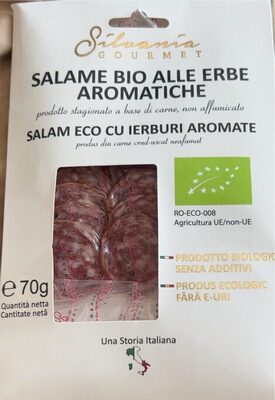 Silvania
GOURMET
SALAME BIO ALLE ERBE
AROMATICHE
prodotto stagionato a base di carne, non affumicato
SALAM ECO CU IERBURI AROMATE
produs din carne crud-uscat neafumat
RO-ECO-008
Agricoltura UE/non-UE
PRODOTTO BIOLOGIC
SENZA ADDITIVI
PRODUS ECOLOGIC
FĂRĂ E-URI
e 70g
Quantità netta
Cantitate netă
Una Storia Italiana